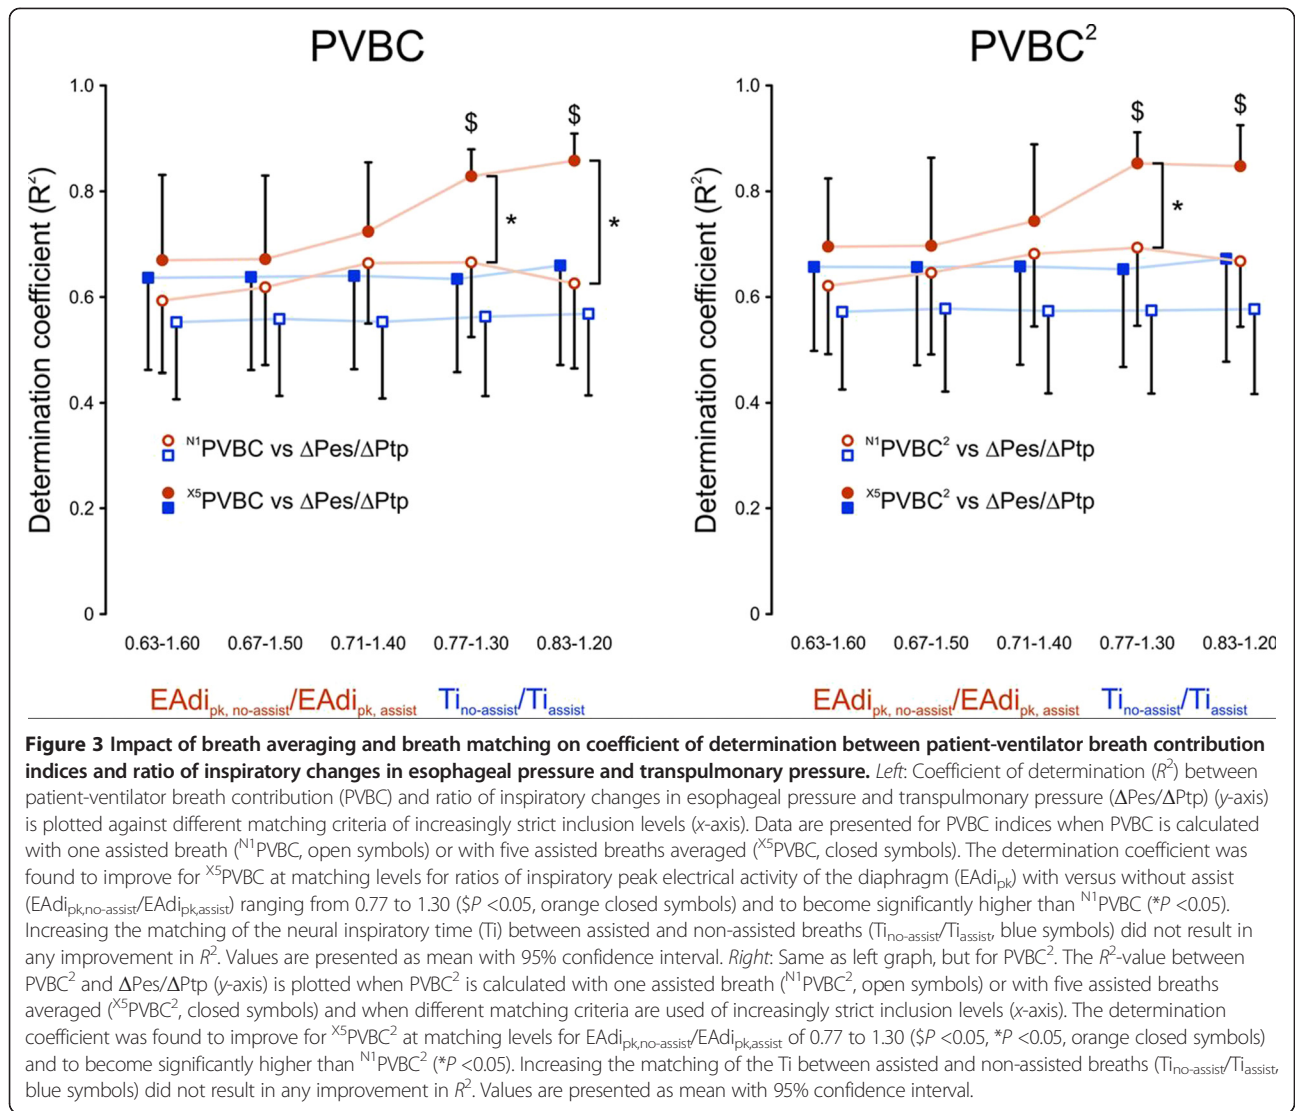 PVBC
Determination coefficient (R²)
1.0
0.8
0.6
0.4
0.2
0
$
$
*
*
N1PVBC vs ΔPes/ΔPtp
X5PVBC vs ΔPes/ΔPtp
0.63-1.60 0.67-1.50 0.71-1.40 0.77-1.30 0.83-1.20
EAdi pk, no-assist/EAdi pk, assist Ti no-assist/Ti assist
PVBC²
Determination coefficient (R²)
1.0
0.8
0.6
0.4
0.2
0
$
$
*
N1PVBC² vs ΔPes/ΔPtp
X5PVBC² vs ΔPes/ΔPtp
0.63-1.60 0.67-1.50 0.71-1.40 0.77-1.30 0.83-1.20
EAdi pk, no-assist/EAdi pk, assist Ti no-assist/Ti assist
Figure 3 Impact of breath averaging and breath matching on coefficient of determination between patient-ventilator breath contribution
indices and ratio of inspiratory changes in esophageal pressure and transpulmonary pressure. Left: Coefficient of determination (R²) between
patient-ventilator breath contribution (PVBC) and ratio of inspiratory changes in esophageal pressure and transpulmonary pressure (ΔPes/ΔPtp) (y-axis)
is plotted against different matching criteria of increasingly strict inclusion levels (x-axis). Data are presented for PVBC indices when PVBC is calculated
with one assisted breath (N1PVBC, open symbols) or with five assisted breaths averaged (X5PVBC, closed symbols). The determination coefficient was
found to improve for X5PVBC at matching levels for ratios of inspiratory peak electrical activity of the diaphragm (EAdipk) with versus without assist
(EAdipk,no-assist/EAdipk,assist) ranging from 0.77 to 1.30 ($P <0.05, orange closed symbols) and to become significantly higher than N1PVBC (*P <0.05).
Increasing the matching of the neural inspiratory time (Ti) between assisted and non-assisted breaths (Tino-assist/Tiassist, blue symbols) did not result in
any improvement in R². Values are presented as mean with 95% confidence interval. Right: Same as left graph, but for PVBC². The R²-value between
PVBC² and ΔPes/ΔPtp (y-axis) is plotted when PVBC² is calculated with one assisted breath (N1PVBC², open symbols) or with five assisted breaths
averaged (X5PVBC², closed symbols) and when different matching criteria are used of increasingly strict inclusion levels (x-axis). The determination
coefficient was found to improve for X5PVBC² at matching levels for EAdipk,no-assist/EAdipk,assist of 0.77 to 1.30 ($P <0.05, *P <0.05, orange closed symbols)
and to become significantly higher than N1PVBC² (*P <0.05). Increasing the matching of the Ti between assisted and non-assisted breaths (Tino-assist/Tiassist,
blue symbols) did not result in any improvement in R². Values are presented as mean with 95% confidence interval.